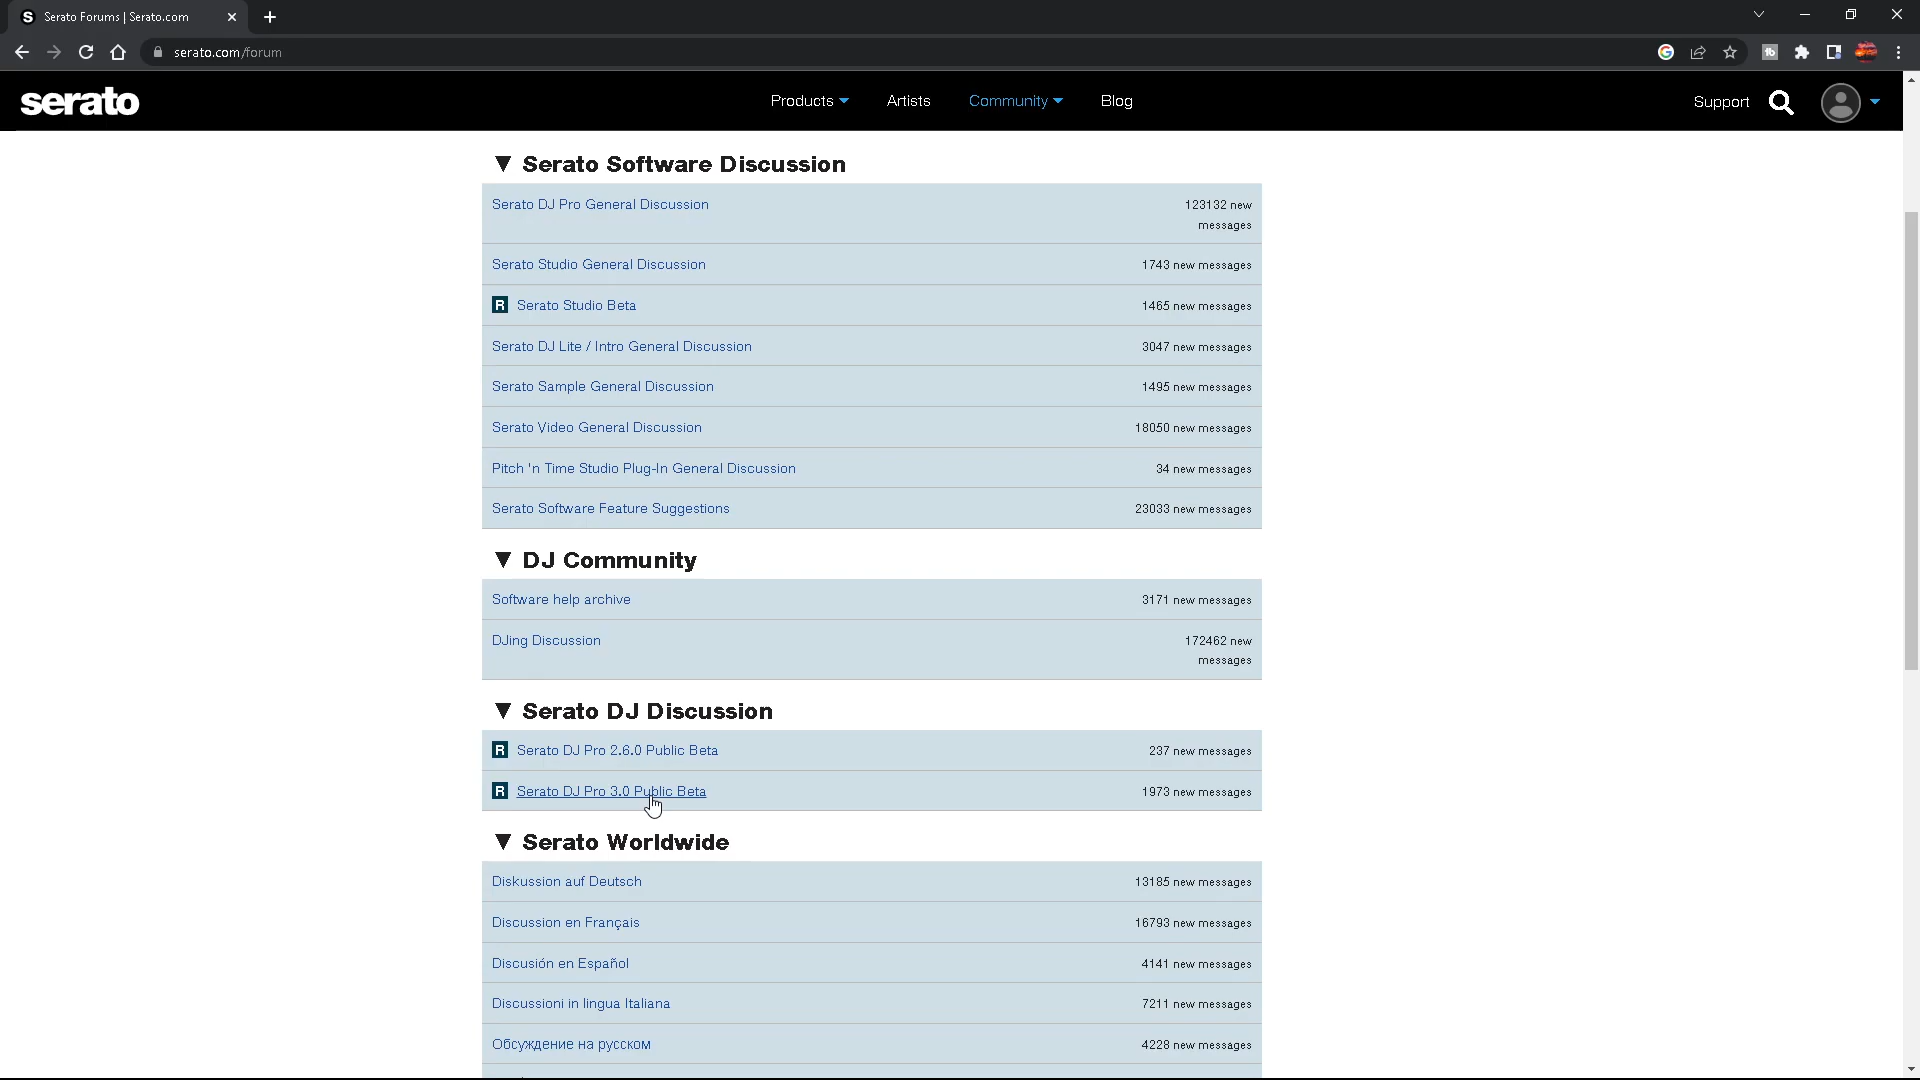 Serato Forums | Serato.com
serato.com/forum
serato
Products
Artists
Community
Blog
Support
Serato Software Discussion
Serato DJ Pro General Discussion
123132 new
messages
Serato Studio General Discussion
1743 new messages
R Serato Studio Beta
1465 new messages
Serato DJ Lite / Intro General Discussion
3047 new messages
Serato Sample General Discussion
1495 new messages
Serato Video General Discussion
18050 new messages
Pitch 'n Time Studio Plug-In General Discussion
34 new messages
Serato Software Feature Suggestions
23033 new messages
DJ Community
Software help archive
3171 new messages
DJing Discussion
172462 new
messages
Serato DJ Discussion
R Serato DJ Pro 2.6.0 Public Beta
237 new messages
R Serato DJ Pro 3.0 Public Beta
1973 new messages
Serato Worldwide
Diskussion auf Deutsch
13185 new messages
Discussion en Français
16793 new messages
Discusión en Español
4141 new messages
Discussioni in lingua Italiana
7211 new messages
Обсуждение на русском
4228 new messages